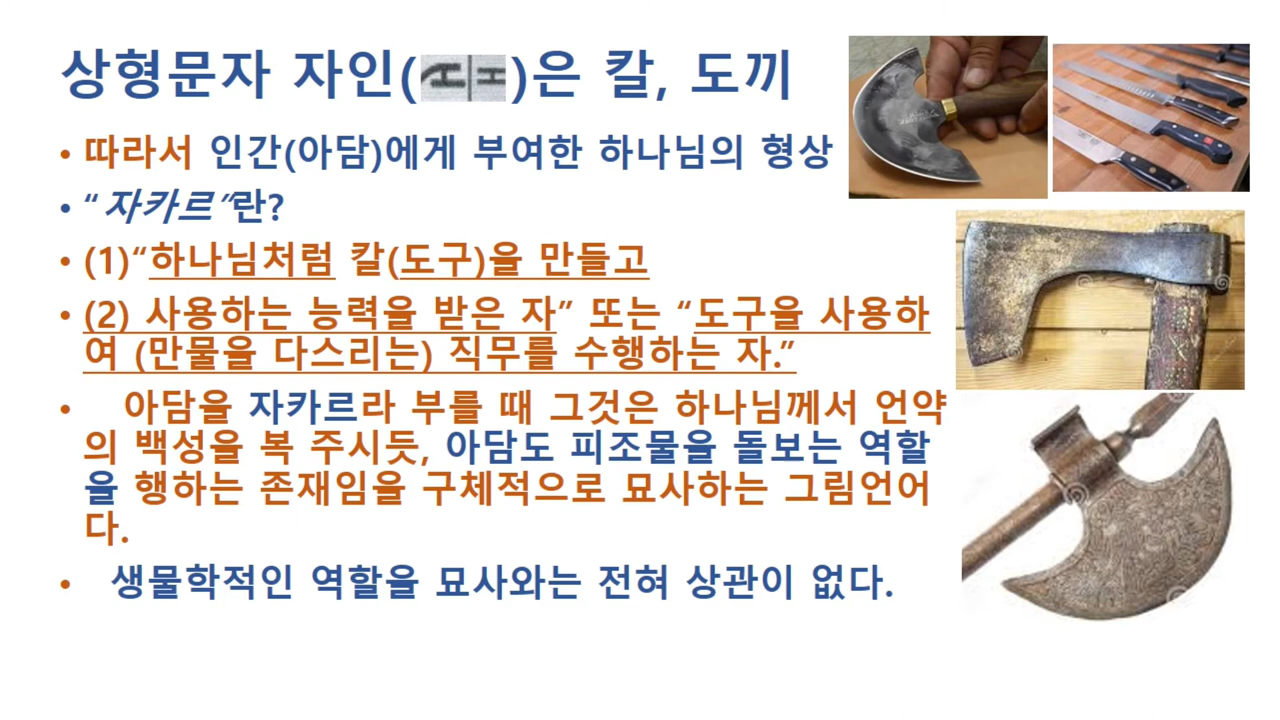 상형문자 자인( )은 칼, 도끼
• 따라서 인간(아담)에게 부여한 하나님의 형상
• “자카르”란?
• (1)“하나님처럼 칼(도구)을 만들고
• (2) 사용하는 능력을 받은 자” 또는 “도구을 사용하
여 (만물을 다스리는) 직무를 수행하는 자.”
• 아담을 자카르라 부를 때 그것은 하나님께서 언약
의 백성을 복 주시듯, 아담도 피조물을 돌보는 역할
을 행하는 존재임을 구체적으로 묘사하는 그림언어
다.
• 생물학적인 역할을 묘사와는 전혀 상관이 없다.